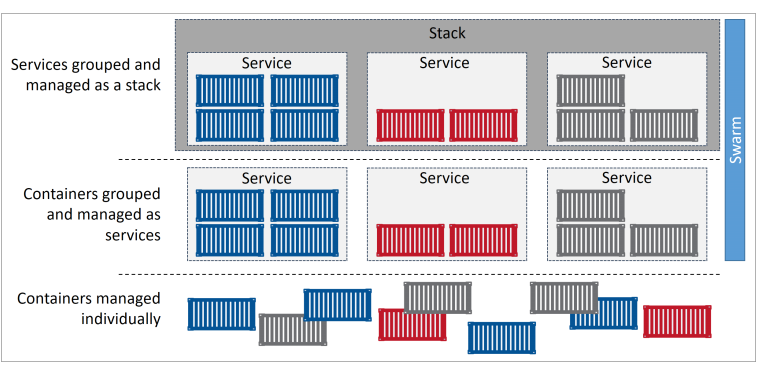 Stack
Services grouped and
managed as a stack
Service
Service
Service
Swarm
Containers grouped
and managed as
services
Service
Service
Service
Containers managed
individually